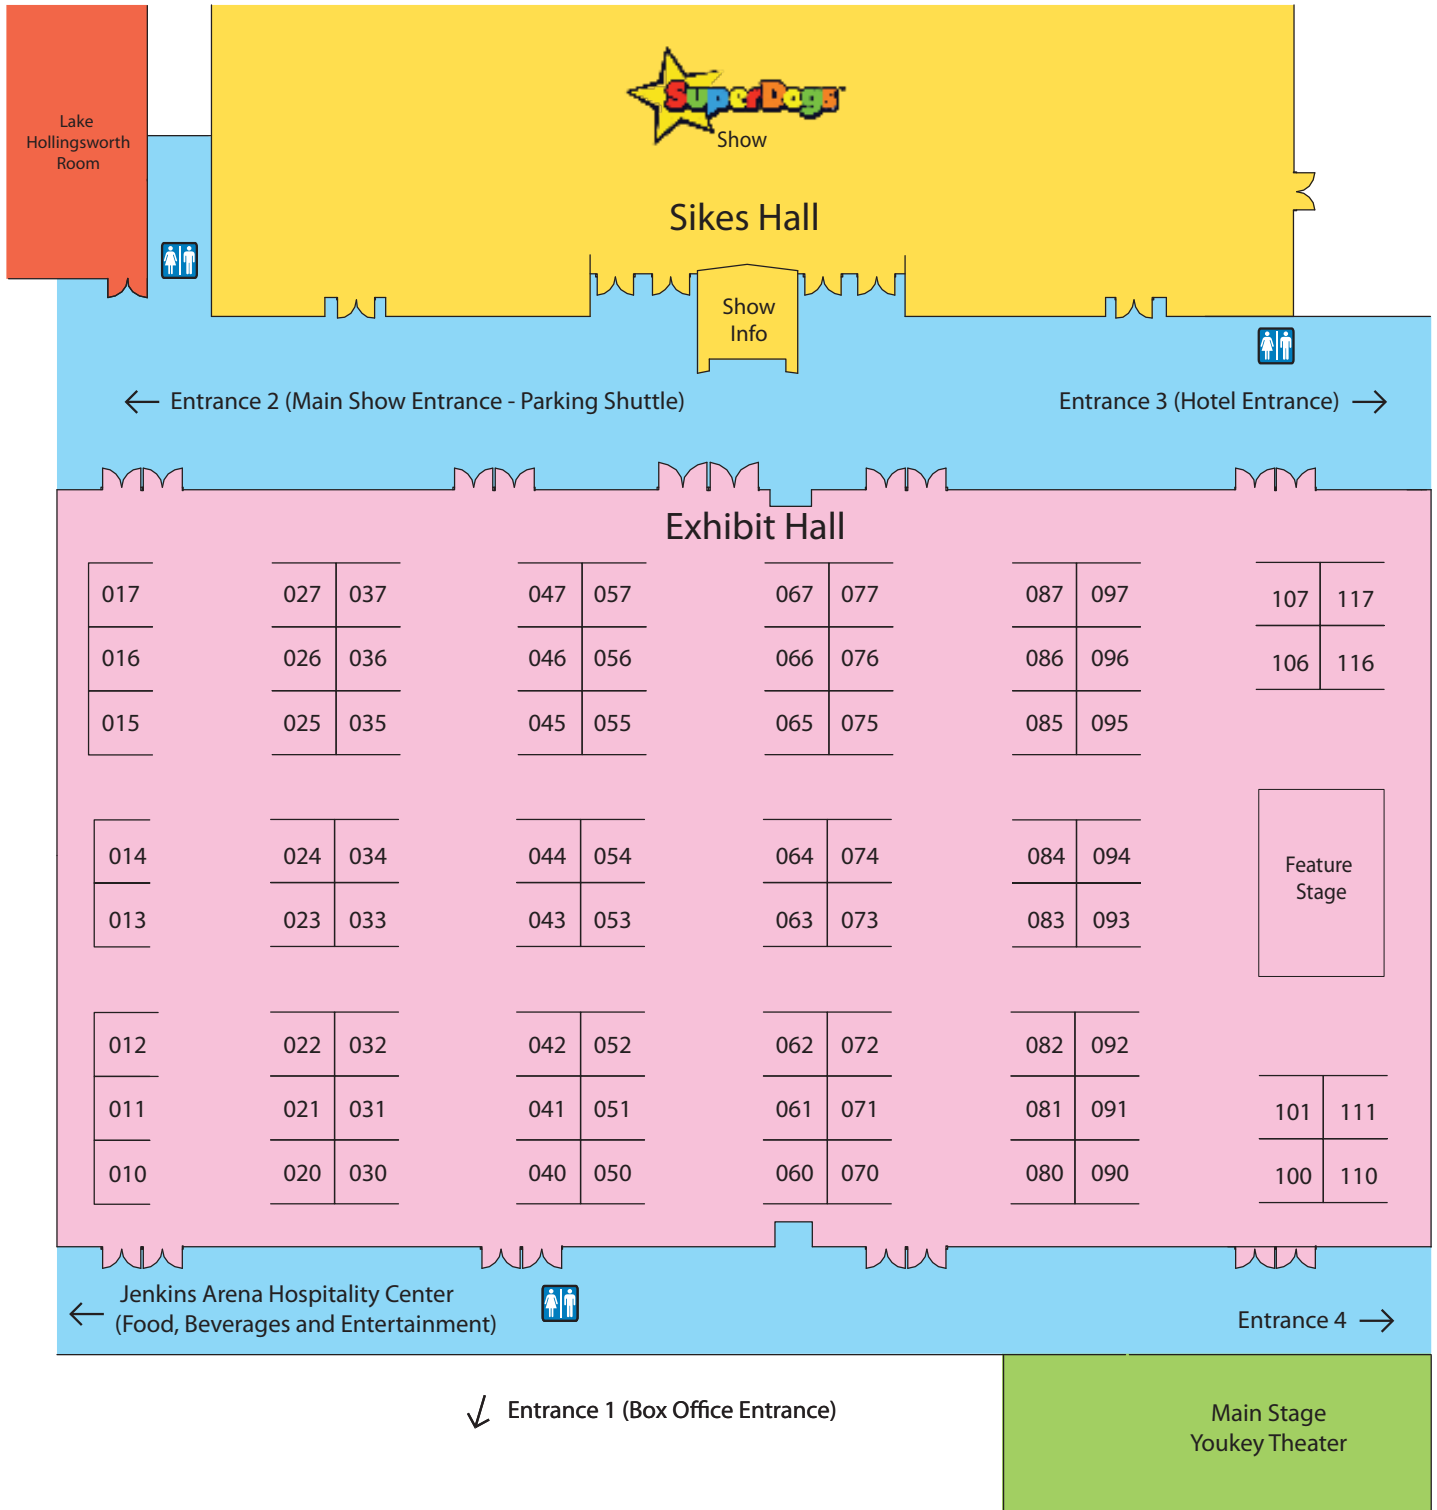 Lake
Hollingsworth
Room
SuperDogs
Show
Sikes Hall
Show
Info
Entrance 2 (Main Show Entrance - Parking Shuttle)
Entrance 3 (Hotel Entrance)
Exhibit Hall
017 027 037 047 057 067 077 087 097 107 117
016 026 036 046 056 066 076 086 096 106 116
015 025 035 045 055 065 075 085 095
014 024 034 044 054 064 074 084 094
Feature
Stage
013 023 033 043 053 063 073 083 093
012 022 032 042 052 062 072 082 092
011 021 031 041 051 061 071 081 091 101 111
010 020 030 040 050 060 070 080 090 100 110
Jenkins Arena Hospitality Center
(Food, Beverages and Entertainment)
Entrance 4
Entrance 1 (Box Office Entrance)
Main Stage
Youkey Theater